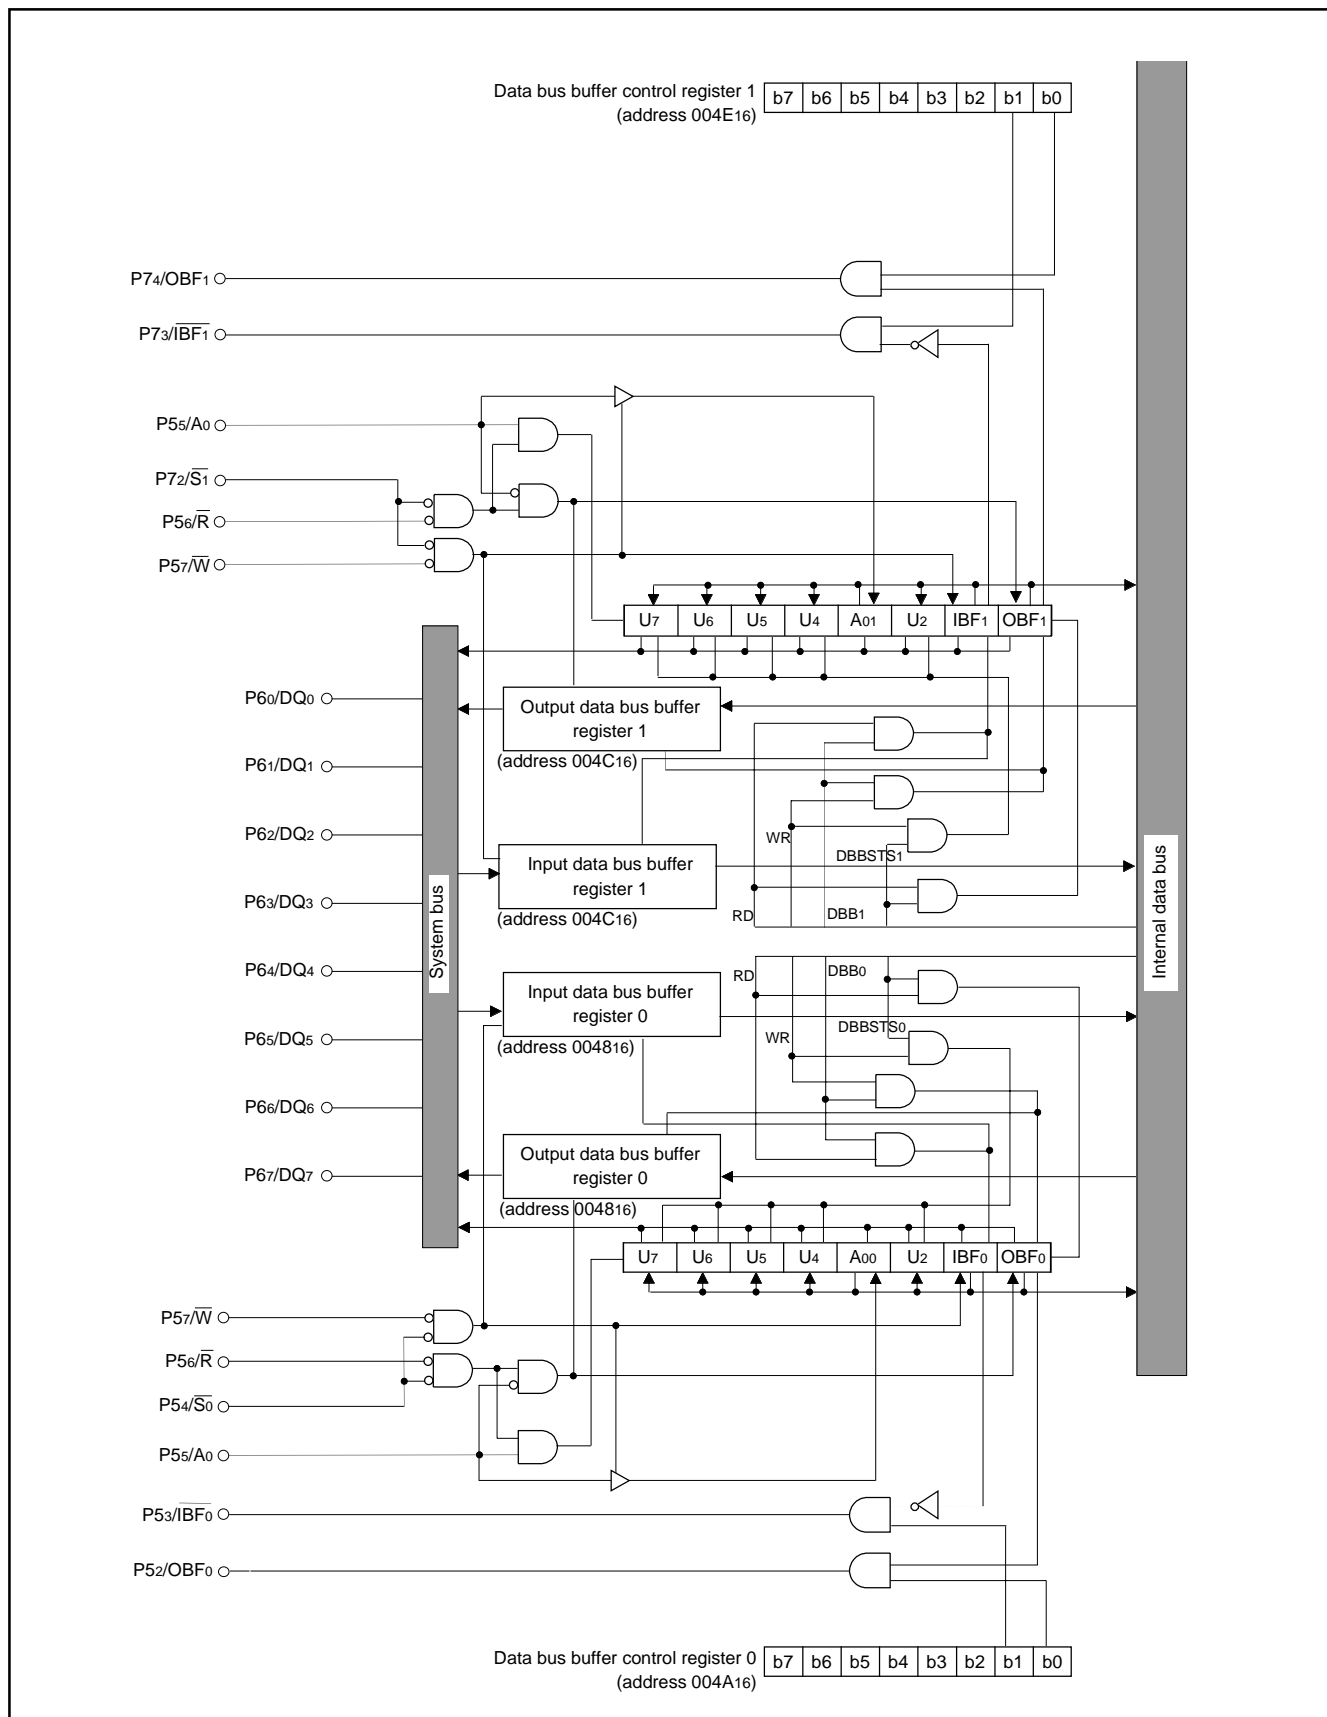 Data bus buffer control register 1
(address 004E16)
b7 b6 b5 b4 b3 b2 b1 b0
P74/OBF1
P73/IBF1
P55/A0
P72/S1
P56/R
P57/W
U7 U6 U5 U4 A01 U2 IBF1 OBF1
P60/DQ0
Output data bus buffer
register 1
(address 004C16)
P61/DQ1
P62/DQ2
WR
DBBSTS1
Input data bus buffer
register 1
(address 004C16)
P63/DQ3
RD
DBB1
System bus
Internal data bus
P64/DQ4
RD
DBB0
Input data bus buffer
register 0
(address 004816)
P65/DQ5
WR
DBBSTS0
P66/DQ6
Output data bus buffer
register 0
(address 004816)
P67/DQ7
U7 U6 U5 U4 A00 U2 IBF0 OBF0
P57/W
P56/R
P54/S0
P55/A0
P53/IBF0
P52/OBF0
Data bus buffer control register 0
(address 004A16)
b7 b6 b5 b4 b3 b2 b1 b0